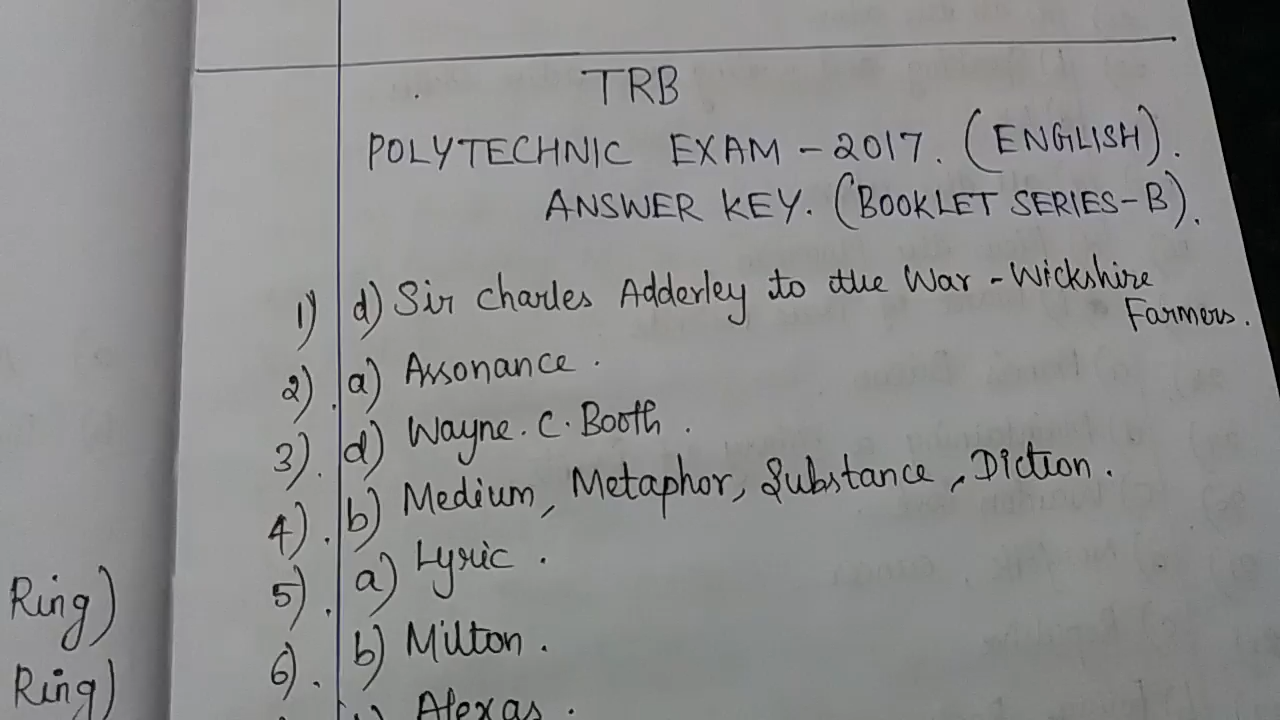 TRB
POLYTECHNIC EXAM - 2017. (ENGLISH).
ANSWER KEY. (BOOKLET SERIES-B).
1) d) Sir Charles Adderley to the War - Wickshire
Farmers.
2). a) Assonance.
3). d) Wayne. C. Booth.
4). b) Medium, Metaphor, Substance, Diction.
5). a) Lyric.
6). b) Milton.
Alexas.
Ring)
Ring)